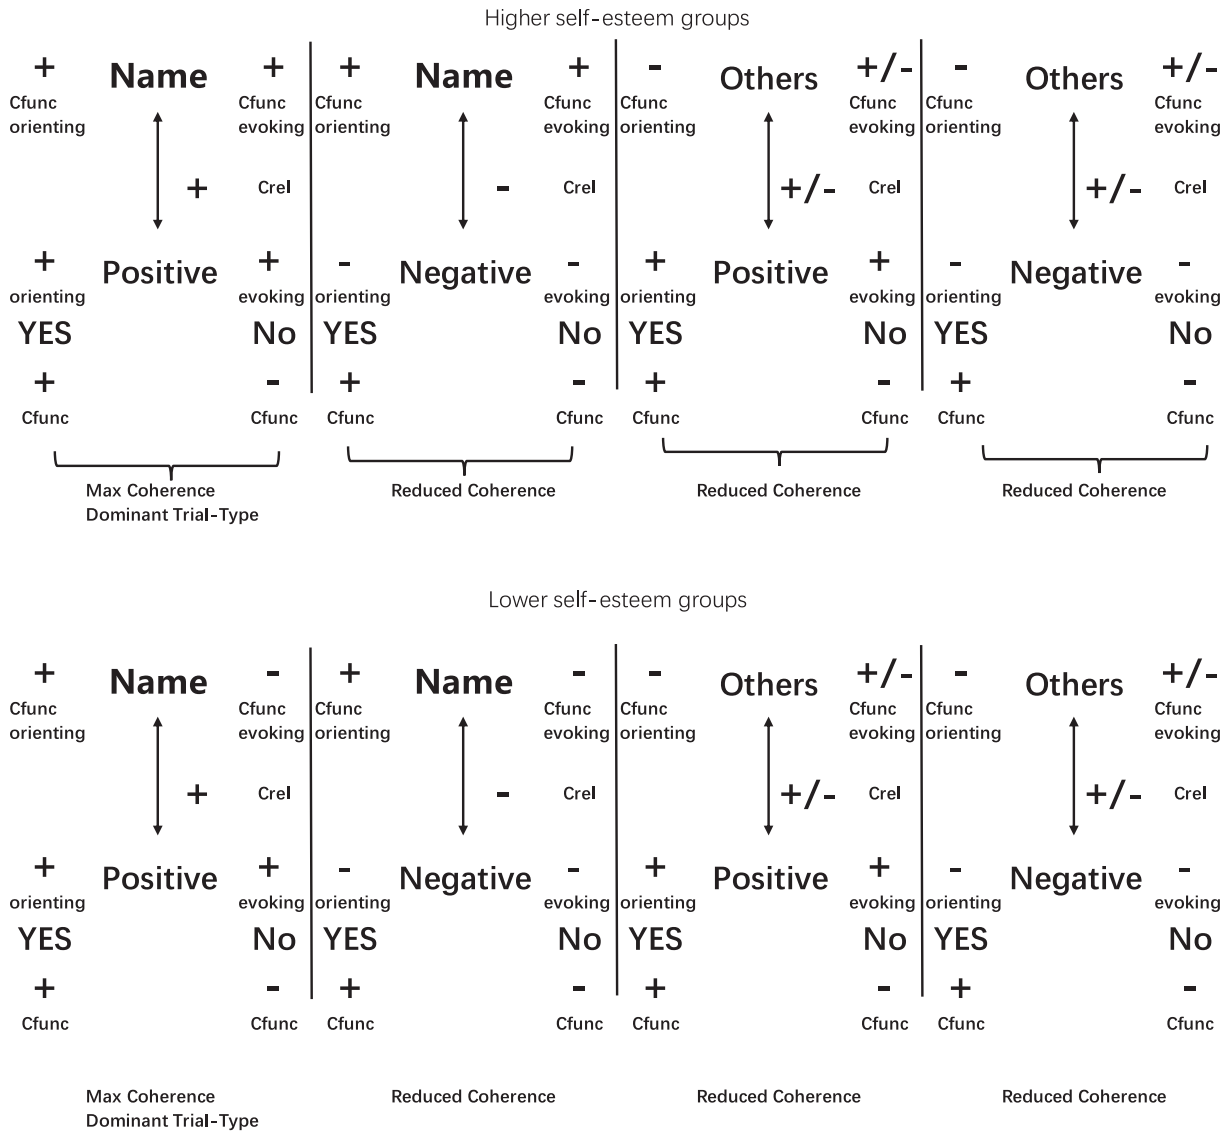 Higher self-esteem groups
+ Name + + Name + - Others +/- - Others +/-
Cfunc Cfunc Cfunc Cfunc Cfunc Cfunc Cfunc Cfunc
orienting evoking orienting evoking orienting evoking orienting evoking
+ Crel - Crel +/- Crel +/- Crel
+ Positive + - Negative - + Positive + - Negative -
orienting evoking orienting evoking orienting evoking orienting evoking
YES No YES No YES No YES No
+ - + - + - + -
Cfunc Cfunc Cfunc Cfunc Cfunc Cfunc Cfunc Cfunc
Max Coherence Reduced Coherence Reduced Coherence Reduced Coherence
Dominant Trial-Type
Lower self-esteem groups
+ Name - + Name - - Others +/- - Others +/-
Cfunc Cfunc Cfunc Cfunc Cfunc Cfunc Cfunc Cfunc
orienting evoking orienting evoking orienting evoking orienting evoking
+ Crel - Crel +/- Crel +/- Crel
+ Positive + - Negative - + Positive + - Negative -
orienting evoking orienting evoking orienting evoking orienting evoking
YES No YES No YES No YES No
+ - + - + - + -
Cfunc Cfunc Cfunc Cfunc Cfunc Cfunc Cfunc Cfunc
Max Coherence Reduced Coherence Reduced Coherence Reduced Coherence
Dominant Trial-Type